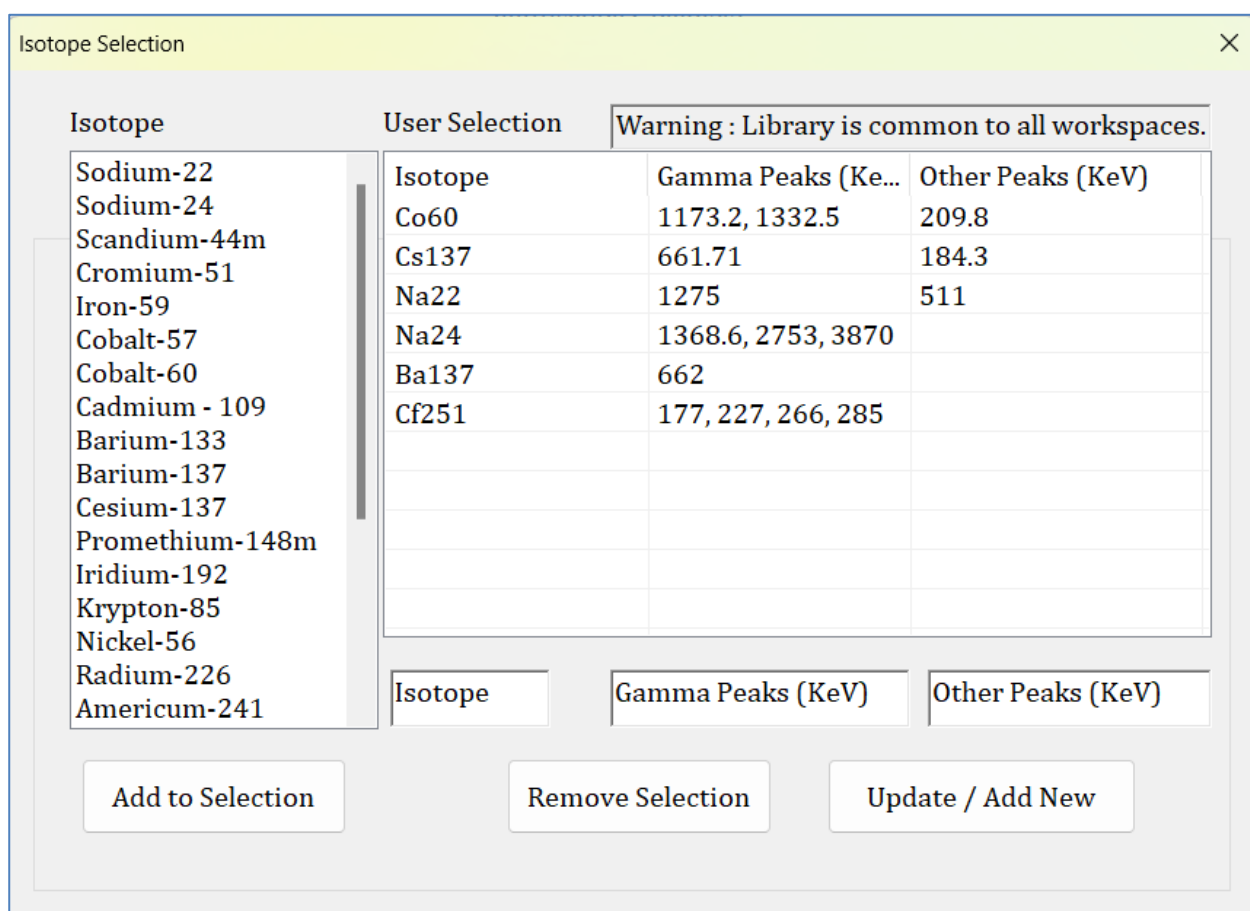 Isotope Selection
Isotope
User Selection
Warning : Library is common to all workspaces.
Sodium-22
Sodium-24
Scandium-44m
Cromium-51
Iron-59
Cobalt-57
Cobalt-60
Cadmium - 109
Barium-133
Barium-137
Cesium-137
Promethium-148m
Iridium-192
Krypton-85
Nickel-56
Radium-226
Americum-241
Isotope Gamma Peaks (Ke... Other Peaks (KeV)
Co60 1173.2, 1332.5 209.8
Cs137 661.71 184.3
Na22 1275 511
Na24 1368.6, 2753, 3870
Ba137 662
Cf251 177, 227, 266, 285
Isotope Gamma Peaks (KeV) Other Peaks (KeV)
Add to Selection Remove Selection Update / Add New